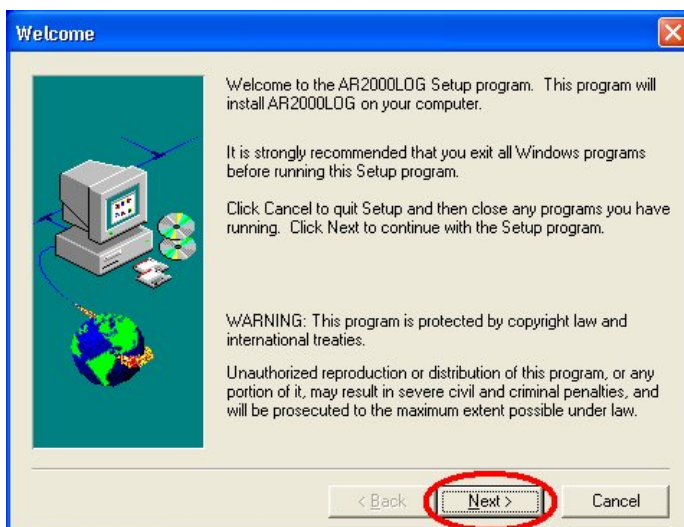 Welcome
Welcome to the AR2000LOG Setup program.  This program will
install AR2000LOG on your computer.
It is strongly recommended that you exit all Windows programs
before running this Setup program.
Click Cancel to quit Setup and then close any programs you have
running.  Click Next to continue with the Setup program.
WARNING: This program is protected by copyright law and
international treaties.
Unauthorized reproduction or distribution of this program, or any
portion of it, may result in severe civil and criminal penalties, and
will be prosecuted to the maximum extent possible under law.
< Back
Next >
Cancel